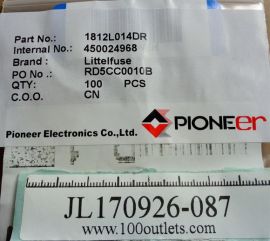 Part No.: 1812L014DR
Internal No.: 450024968
Brand : Littelfuse
PO No .: RD5CC0010B
QTY: 100 PCS
C.O.O. CN
PIONEer
Pioneer Electronics Co.,Ltd.
JL170926-087
www.100outlets.com